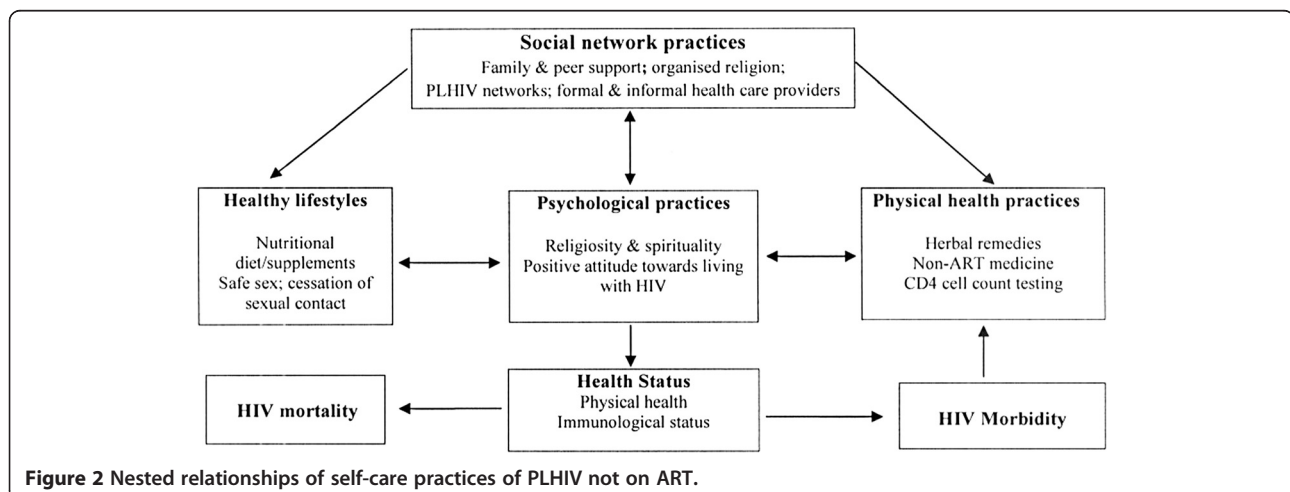 Social network practices
Family & peer support; organised religion;
PLHIV networks; formal & informal health care providers
Healthy lifestyles
Nutritional
diet/supplements
Safe sex; cessation of
sexual contact
Psychological practices
Religiosity & spirituality
Positive attitude towards living
with HIV
Physical health practices
Herbal remedies
Non-ART medicine
CD4 cell count testing
HIV mortality
Health Status
Physical health
Immunological status
HIV Morbidity
Figure 2 Nested relationships of self-care practices of PLHIV not on ART.